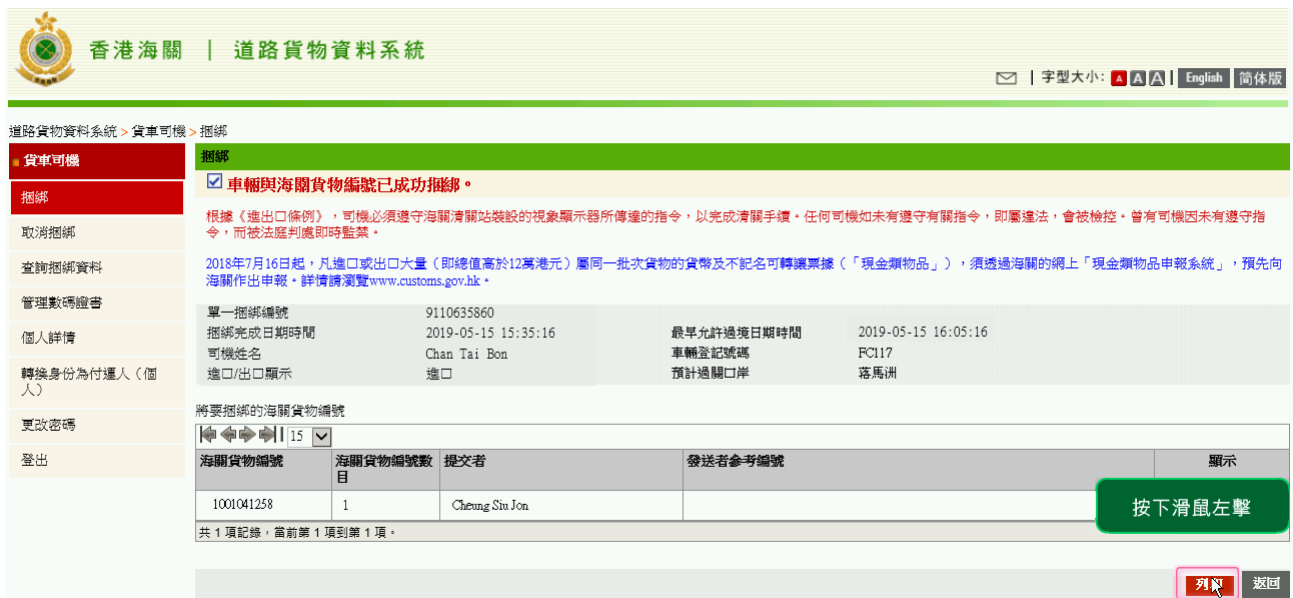 香港海關 | 道路貨物資料系統
| 字型大小: A A A | English 简体版
道路貨物資料系統 > 貨車司機 > 捆綁
貨車司機
捆綁
取消捆綁
查詢捆綁資料
管理數碼證書
個人詳情
轉換身份為付運人（個
人）
更改密碼
登出
捆綁
車輛與海關貨物編號已成功捆綁。
根據《進出口條例》，司機必須遵守海關清關站裝設的視象顯示器所傳達的指令，以完成清關手續。任何司機如未有遵守有關指令，即屬違法，會被檢控。曾有司機因未有遵守指
令，而被法庭判處即時監禁。
2018年7月16日起，凡進口或出口大量（即總值高於12萬港元）屬同一批次貨物的貨幣及不記名可轉讓票據（「現金類物品」），須透過海關的網上「現金類物品申報系統」，預先向
海關作出申報。詳情請瀏覽www.customs.gov.hk。
單一捆綁編號 9110635860
捆綁完成日期時間 2019-05-15 15:35:16 最早允許過境日期時間 2019-05-15 16:05:16
司機姓名 Chan Tai Bon 車輛登記號碼 FC117
進口/出口顯示 進口 預計過關口岸 落馬洲
將要捆綁的海關貨物編號
15
海關貨物編號 海關貨物編號數 提交者 發送者參考編號 顯示
目
1001041258 1 Cheung Siu Jon
按下滑鼠左擊
共 1 項記錄，當前第 1 項到第 1 項。
列印 返回